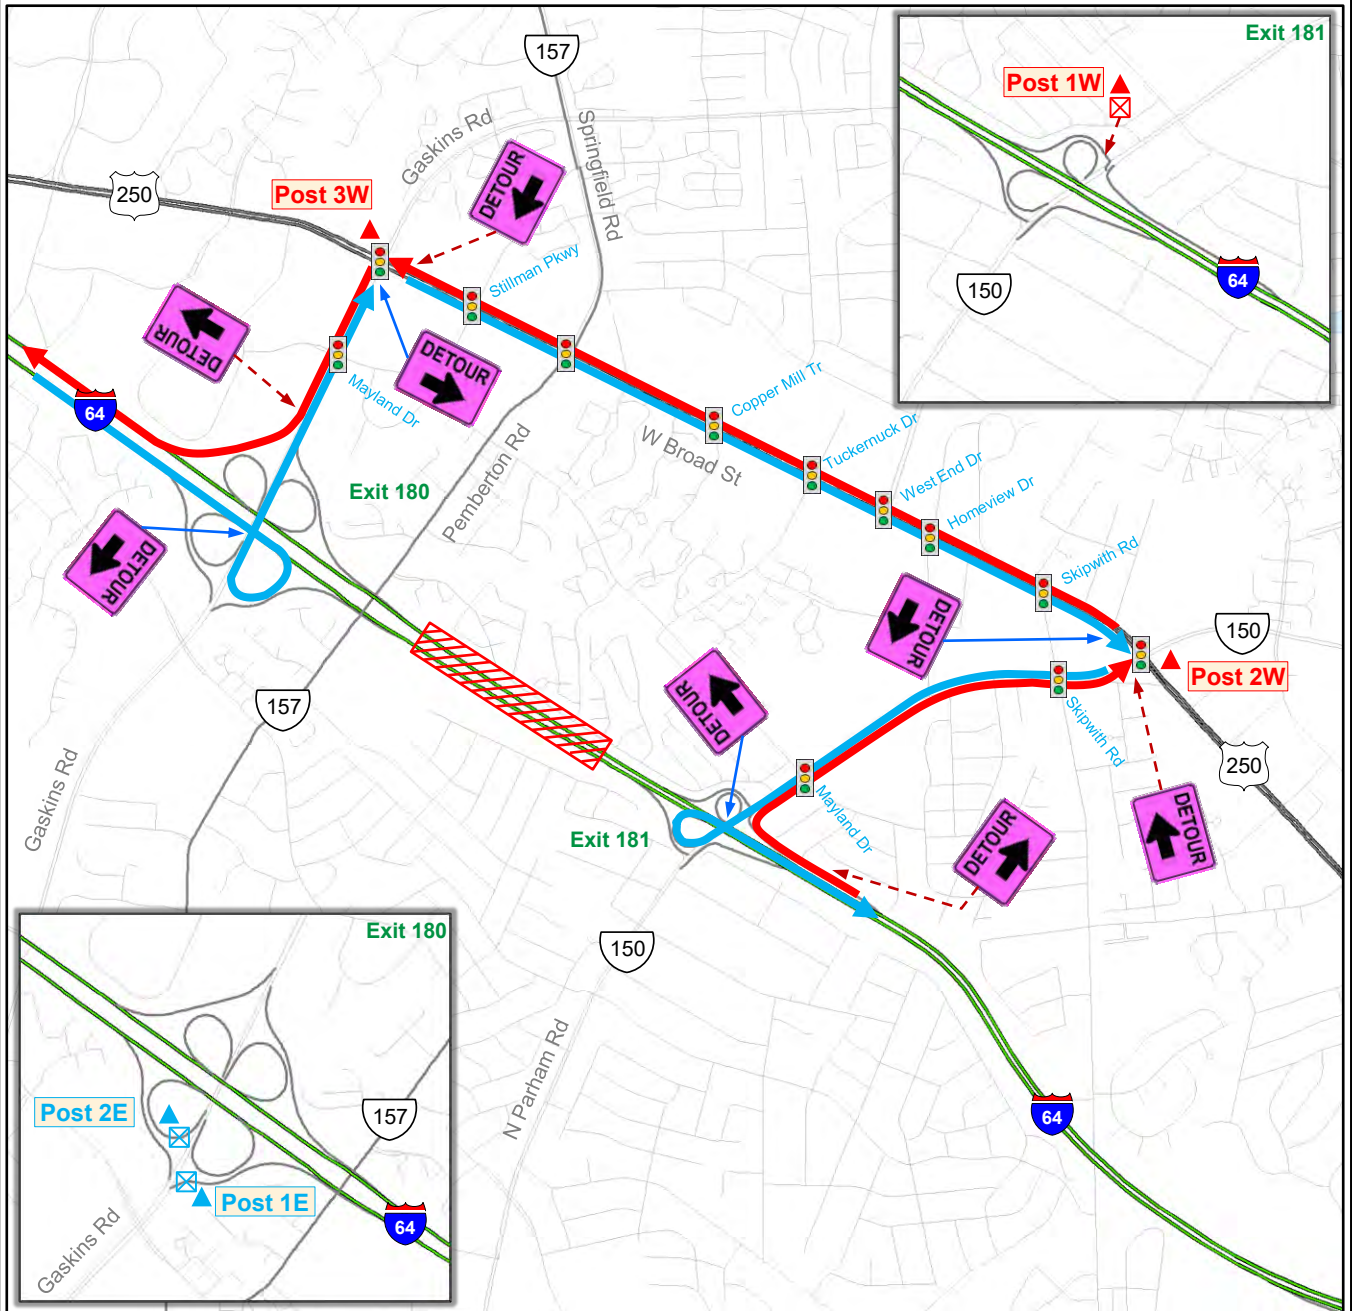 157
Exit 181
Post 1W
150
64
250
Post 3W
Gaskins Rd
DETOUR
Springfield Rd
Stillman Pkwy
DETOUR
DETOUR
Mayland Dr
64
Copper Mill Tr
W Broad St
Tuckernuck Dr
West End Dr
Homeview Dr
Exit 180
Pemberton Rd
DETOUR
Skipwith Rd
DETOUR
150
Post 2W
157
DETOUR
Skipwith Rd
250
Gaskins Rd
Mayland Dr
DETOUR
DETOUR
Exit 181
150
N Parham Rd
64
Exit 180
Post 2E
157
Post 1E
64
Gaskins Rd